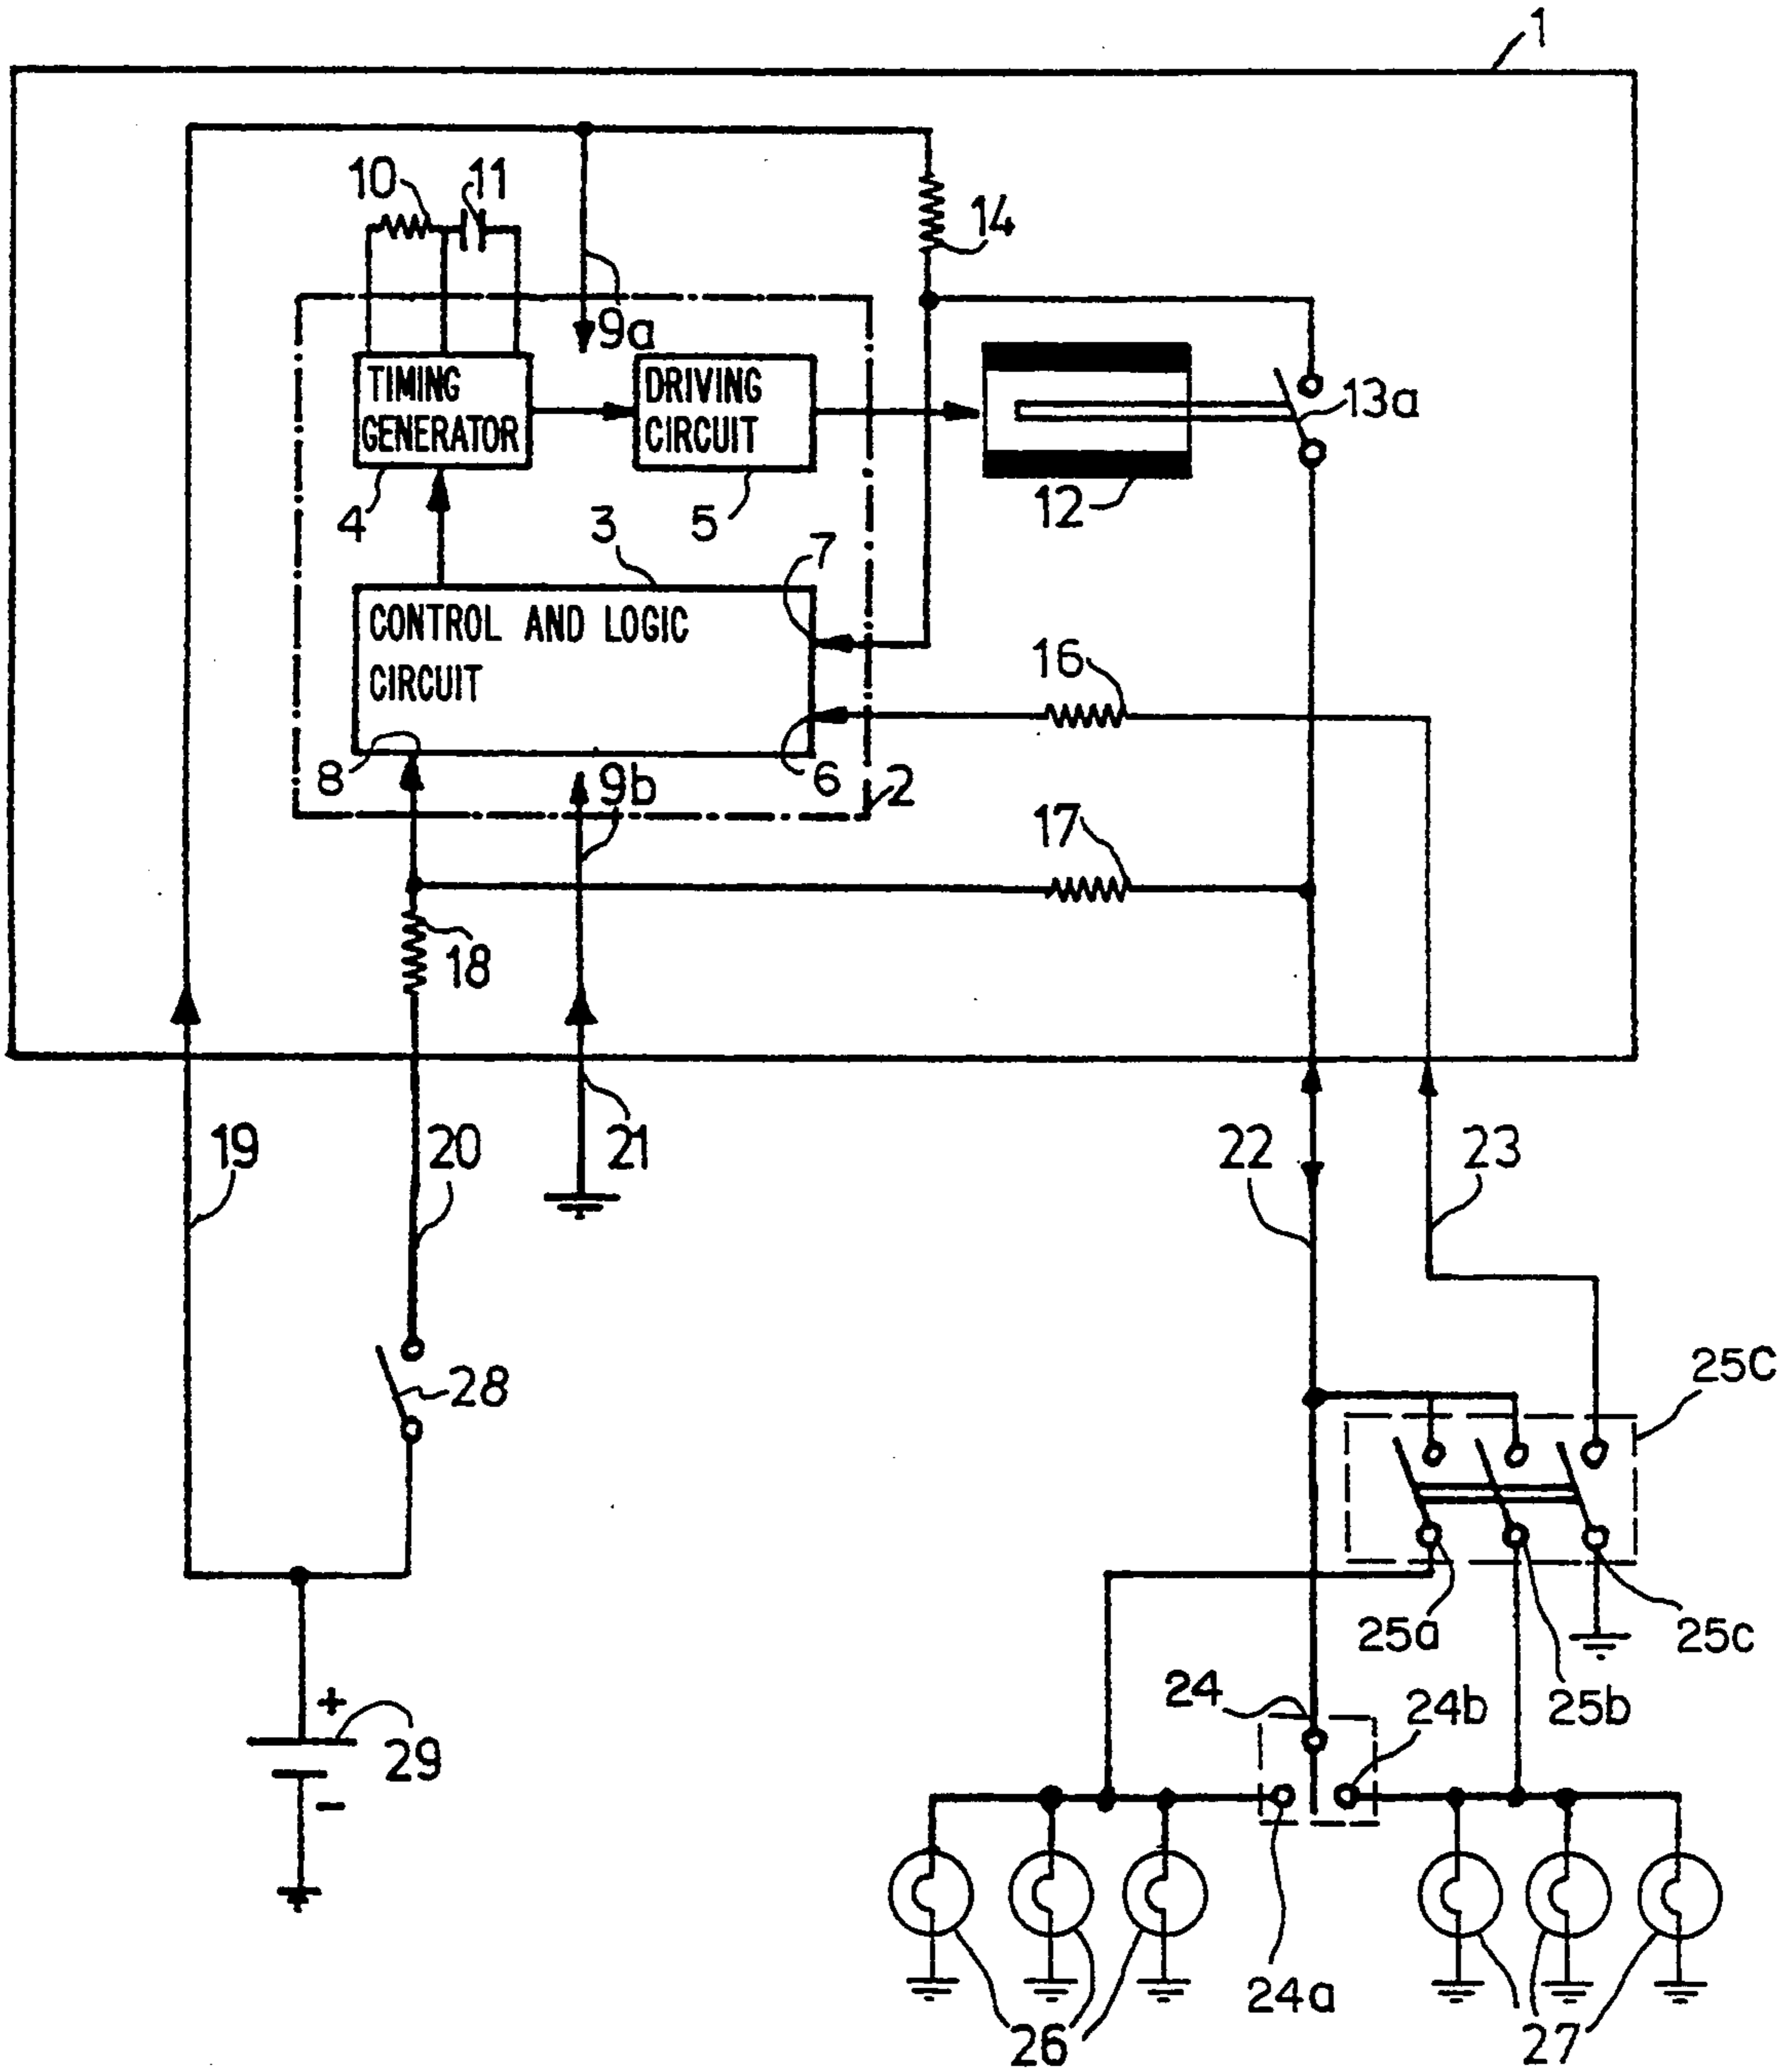 1
10
11
14
9a
TIMING
GENERATOR
DRIVING
CIRCUIT
13a
4
3
5
12
7
CONTROL AND LOGIC
CIRCUIT
16
8
9b
6
2
17
18
19
20
21
22
23
28
25C
25a
25c
24
24b
25b
+
29
-
24a
26
27